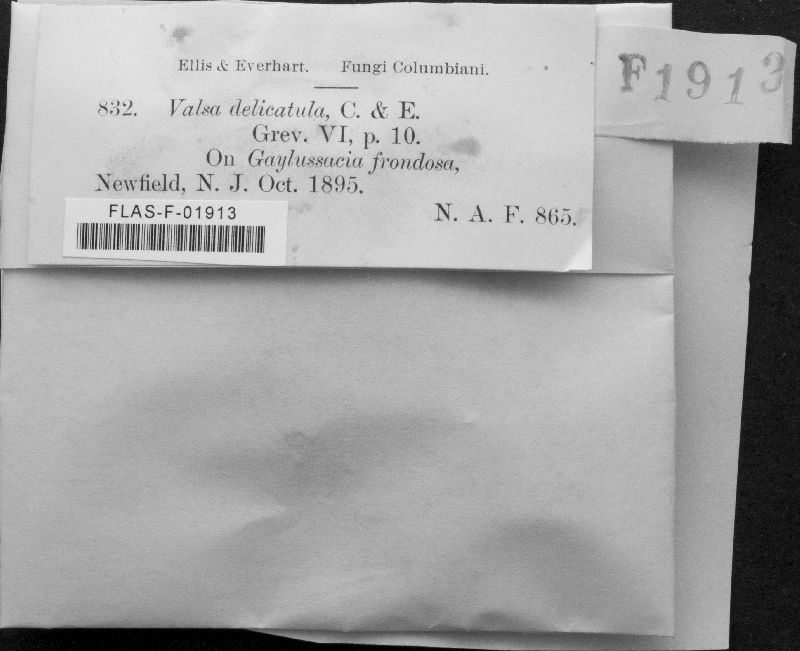 Ellis & Everhart. Fungi Columbiani.
F1913
832. Valsa delicatula, C. & E.
Grev. VI, p. 10.
On Gaylussacia frondosa,
Newfield, N. J. Oct. 1895.
FLAS-F-01913
N. A. F. 865.